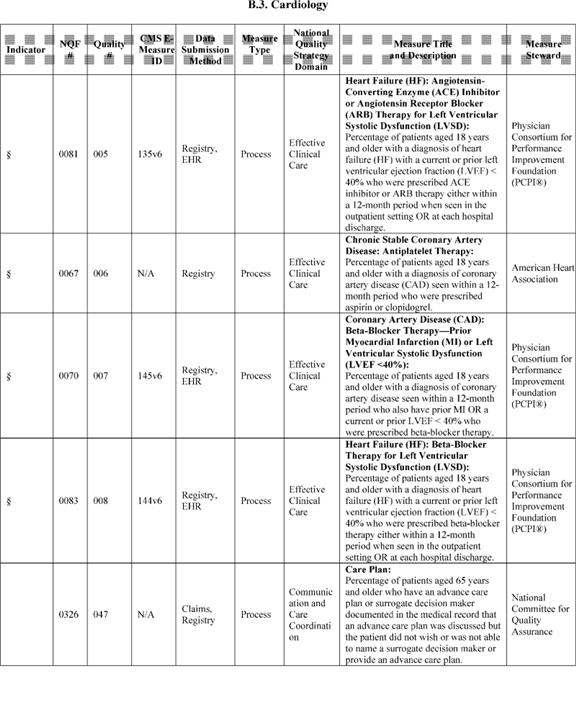 B.3. Cardiology
Indicator
NQF
#
Quality
#
CMS E-
Measure
ID
Data
Submission
Method
Measure
Type
National
Quality
Strategy
Domain
Measure Title
and Description
Measure
Steward
§
0081
005
135v6
Registry,
EHR
Process
Effective
Clinical
Care
Heart Failure (HF): Angiotensin-
Converting Enzyme (ACE) Inhibitor
or Angiotensin Receptor Blocker
(ARB) Therapy for Left Ventricular
Systolic Dysfunction (LVSD):
Percentage of patients aged 18 years
and older with a diagnosis of heart
failure (HF) with a current or prior left
ventricular ejection fraction (LVEF) <
40% who were prescribed ACE
inhibitor or ARB therapy either within
a 12-month period when seen in the
outpatient setting OR at each hospital
discharge.
Physician
Consortium for
Performance
Improvement
Foundation
(PCPI®)
§
0067
006
N/A
Registry
Process
Effective
Clinical
Care
Chronic Stable Coronary Artery
Disease: Antiplatelet Therapy:
Percentage of patients aged 18 years
and older with a diagnosis of coronary
artery disease (CAD) seen within a 12-
month period who were prescribed
aspirin or clopidogrel.
American Heart
Association
§
0070
007
145v6
Registry,
EHR
Process
Effective
Clinical
Care
Coronary Artery Disease (CAD):
Beta-Blocker Therapy—Prior
Myocardial Infarction (MI) or Left
Ventricular Systolic Dysfunction
(LVEF <40%):
Percentage of patients aged 18 years
and older with a diagnosis of coronary
artery disease seen within a 12-month
period who also have prior MI OR a
current or prior LVEF < 40% who
were prescribed beta-blocker therapy.
Physician
Consortium for
Performance
Improvement
Foundation
(PCPI®)
§
0083
008
144v6
Registry,
EHR
Process
Effective
Clinical
Care
Heart Failure (HF): Beta-Blocker
Therapy for Left Ventricular
Systolic Dysfunction (LVSD):
Percentage of patients aged 18 years
and older with a diagnosis of heart
failure (HF) with a current or prior left
ventricular ejection fraction (LVEF) <
40% who were prescribed beta-blocker
therapy either within a 12-month
period when seen in the outpatient
setting OR at each hospital discharge.
Physician
Consortium for
Performance
Improvement
Foundation
(PCPI®)
0326
047
N/A
Claims,
Registry
Process
Communic
ation and
Care
Coordinati
on
Care Plan:
Percentage of patients aged 65 years
and older who have an advance care
plan or surrogate decision maker
documented in the medical record that
an advance care plan was discussed but
the patient did not wish or was not able
to name a surrogate decision maker or
provide an advance care plan.
National
Committee for
Quality
Assurance